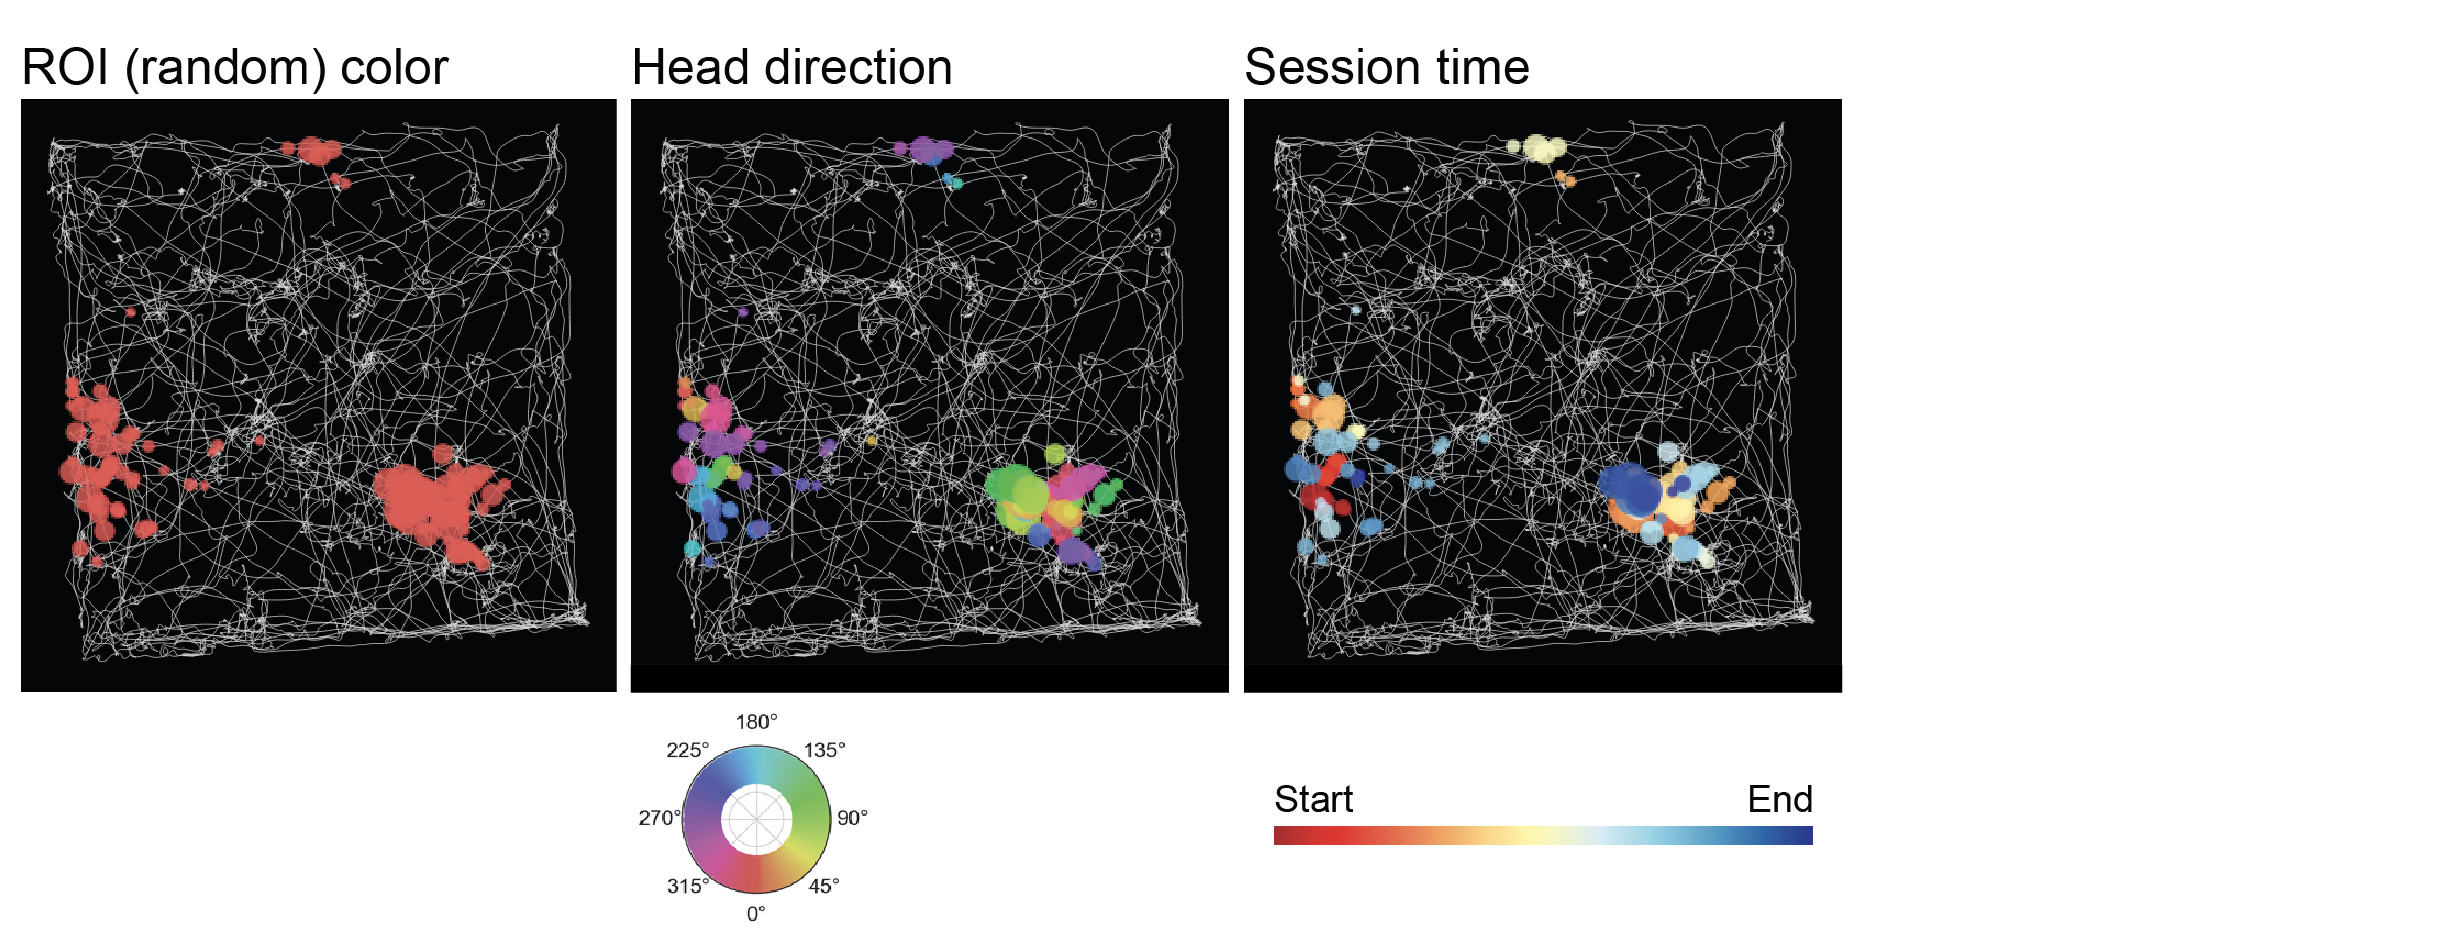 ROI (random) color
Head direction
Session time
180°
225°
135°
270°
90°
315°
45°
0°
Start
End